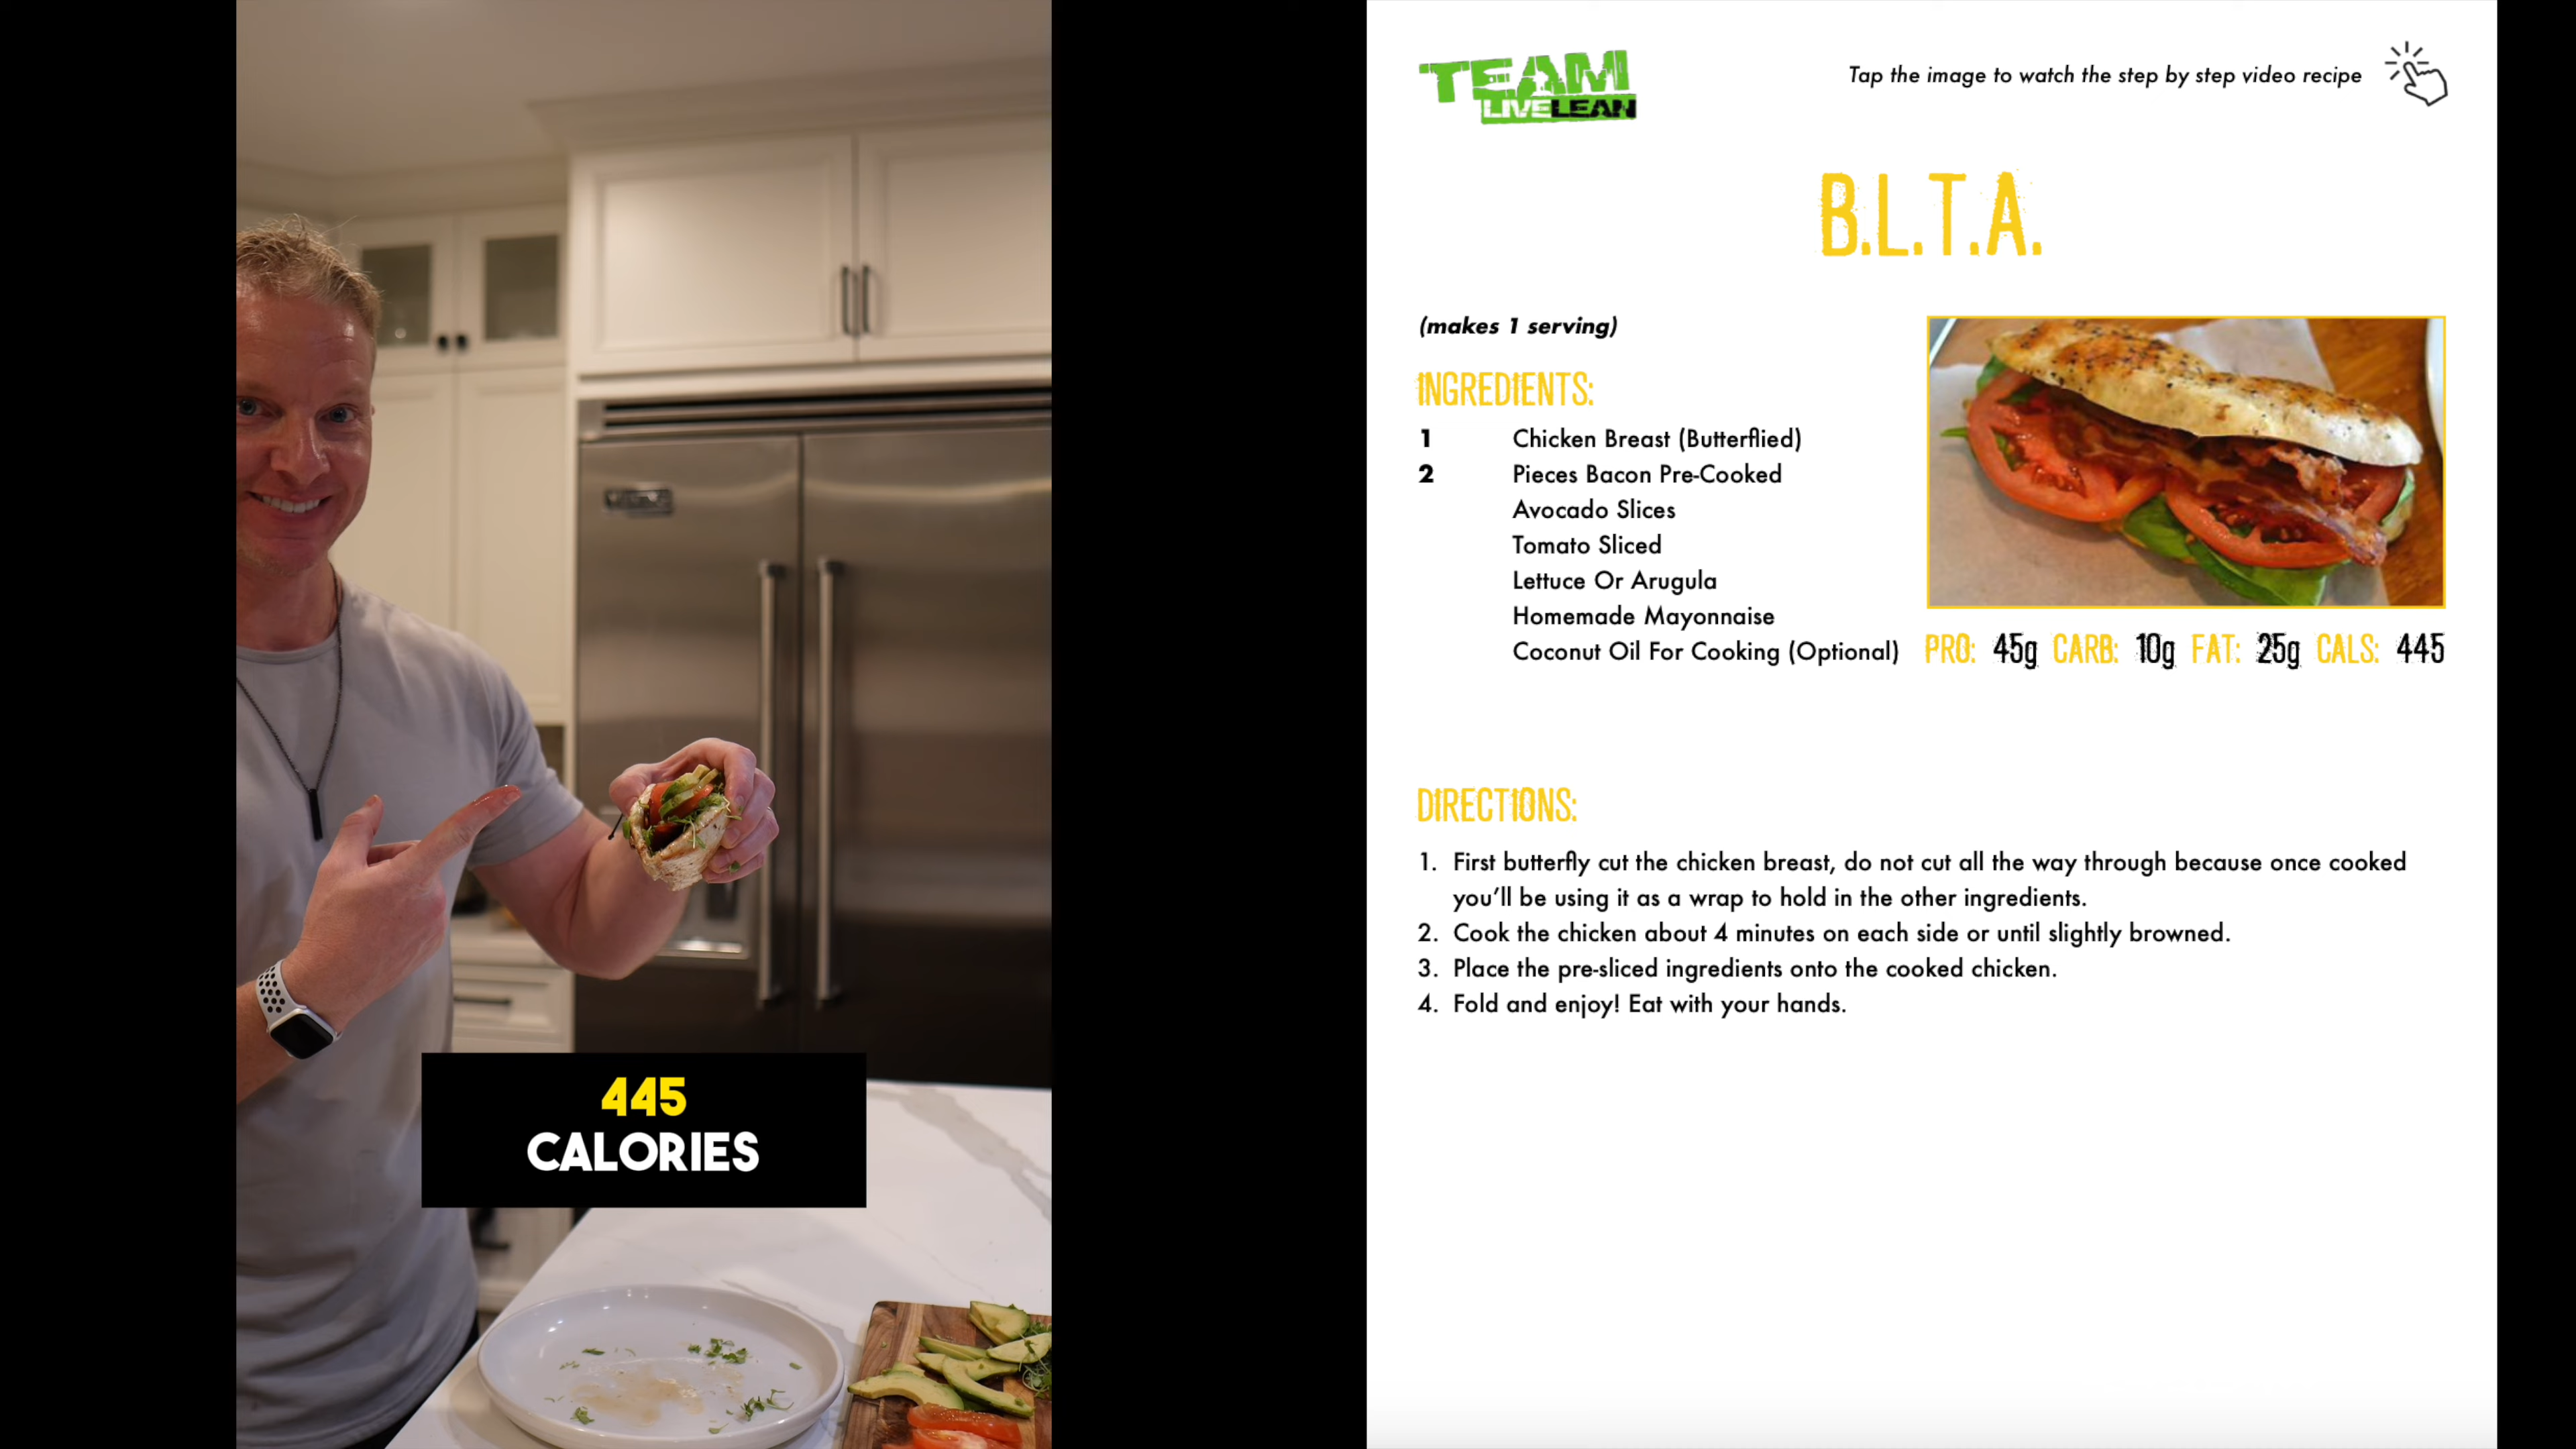 445
CALORIES
TEAM
LIVELEAN
Tap the image to watch the step by step video recipe
B.L.T.A.
(makes 1 serving)
INGREDIENTS:
1 Chicken Breast (Butterflied)
2 Pieces Bacon Pre-Cooked
Avocado Slices
Tomato Sliced
Lettuce Or Arugula
Homemade Mayonnaise
Coconut Oil For Cooking (Optional)
PRO: 45g CARB: 10g FAT: 25g CALS: 445
DIRECTIONS:
1. First butterfly cut the chicken breast, do not cut all the way through because once cooked
you’ll be using it as a wrap to hold in the other ingredients.
2. Cook the chicken about 4 minutes on each side or until slightly browned.
3. Place the pre-sliced ingredients onto the cooked chicken.
4. Fold and enjoy! Eat with your hands.